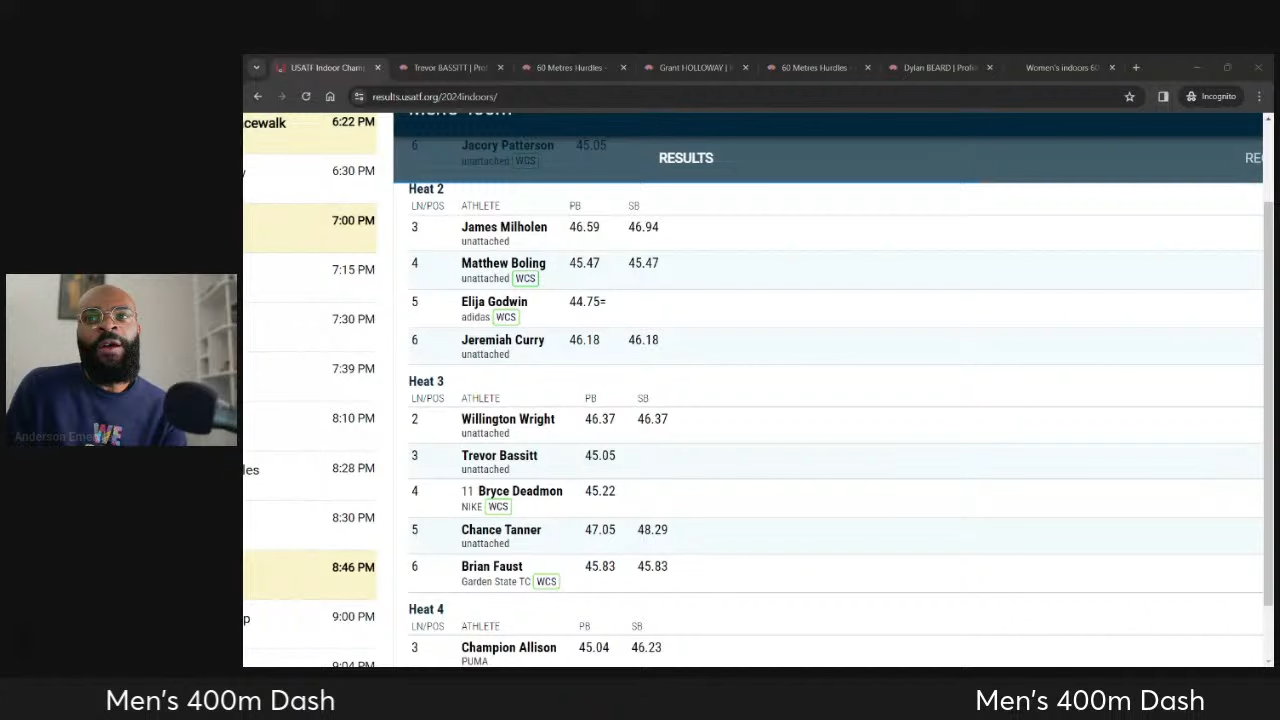 USATF Indoor Cham
Trevor BASSITT | Prof
60 Metres Hurdles -
Grant HOLLOWAY |
60 Metres Hurdles -
Dylan BEARD | Profi
Women's indoors 60
results.usatf.org/2024indoors/
Incognito
cewalk 6:22 PM
6:30 PM
7:00 PM
7:15 PM
7:30 PM
7:39 PM
8:10 PM
les 8:28 PM
8:30 PM
8:46 PM
p 9:00 PM
9:04 PM
6 Jacory Patterson 45.05
unattached WCS
RESULTS
Heat 2
LN/POS ATHLETE PB SB
3 James Milholen 46.59 46.94
unattached
4 Matthew Boling 45.47 45.47
unattached WCS
5 Elija Godwin 44.75=
adidas WCS
6 Jeremiah Curry 46.18 46.18
unattached
Heat 3
LN/POS ATHLETE PB SB
2 Willington Wright 46.37 46.37
unattached
3 Trevor Bassitt 45.05
unattached
4 11 Bryce Deadmon 45.22
NIKE WCS
5 Chance Tanner 47.05 48.29
unattached
6 Brian Faust 45.83 45.83
Garden State TC WCS
Heat 4
LN/POS ATHLETE PB SB
3 Champion Allison 45.04 46.23
PUMA
WE
Men's 400m Dash
Men's 400m Dash